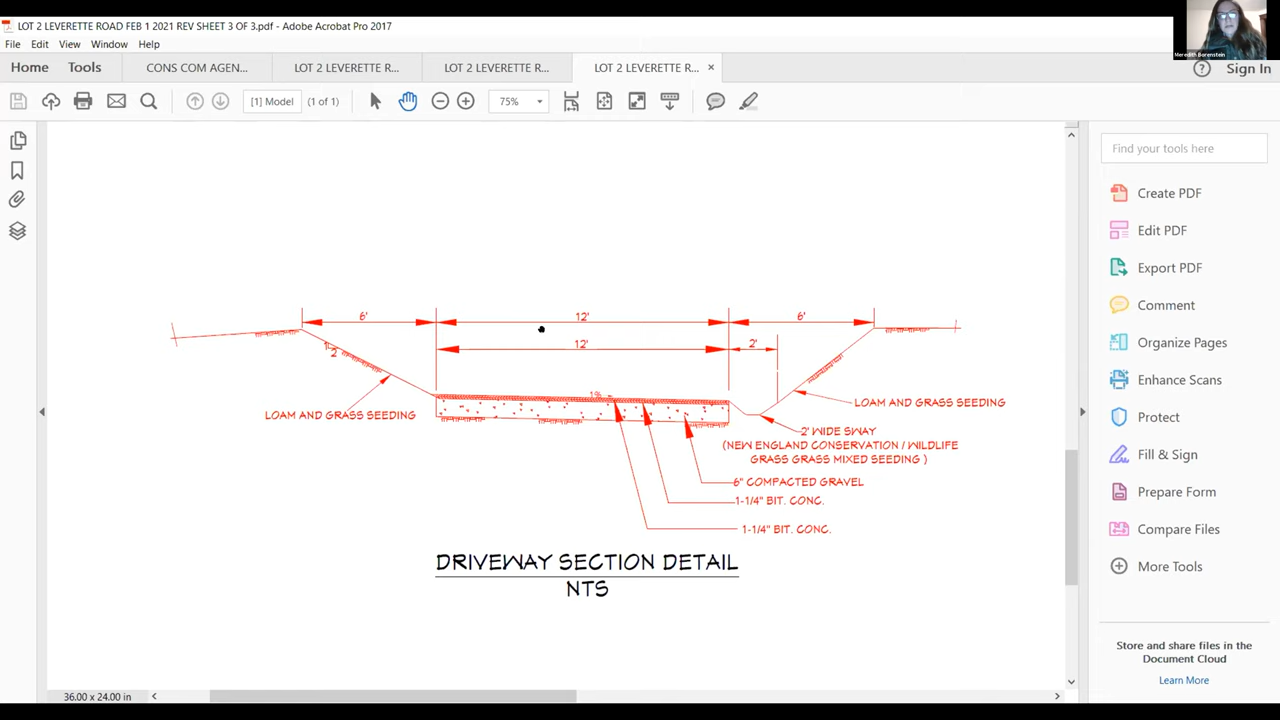 LOT 2 LEVERETTE ROAD FEB 1 2021 REV SHEET 3 OF 3.pdf - Adobe Acrobat Pro 2017
File Edit View Window Help
Meredith Borenstein
Home Tools CONS COM AGEN... LOT 2 LEVERETTE R... LOT 2 LEVERETTE R... LOT 2 LEVERETTE R... × Sign In
[1] Model (1 of 1) 75%
Find your tools here
Create PDF
Edit PDF
Export PDF
Comment
Organize Pages
Enhance Scans
Protect
Fill & Sign
Prepare Form
Compare Files
More Tools
Store and share files in the
Document Cloud
Learn More
6' 12' 6'
12' 2'
2
1%
LOAM AND GRASS SEEDING
LOAM AND GRASS SEEDING
2' WIDE SWAY
(NEW ENGLAND CONSERVATION / WILDLIFE
GRASS GRASS MIXED SEEDING )
6" COMPACTED GRAVEL
1-1/4" BIT. CONC.
1-1/4" BIT. CONC.
DRIVEWAY SECTION DETAIL
NTS
36.00 x 24.00 in